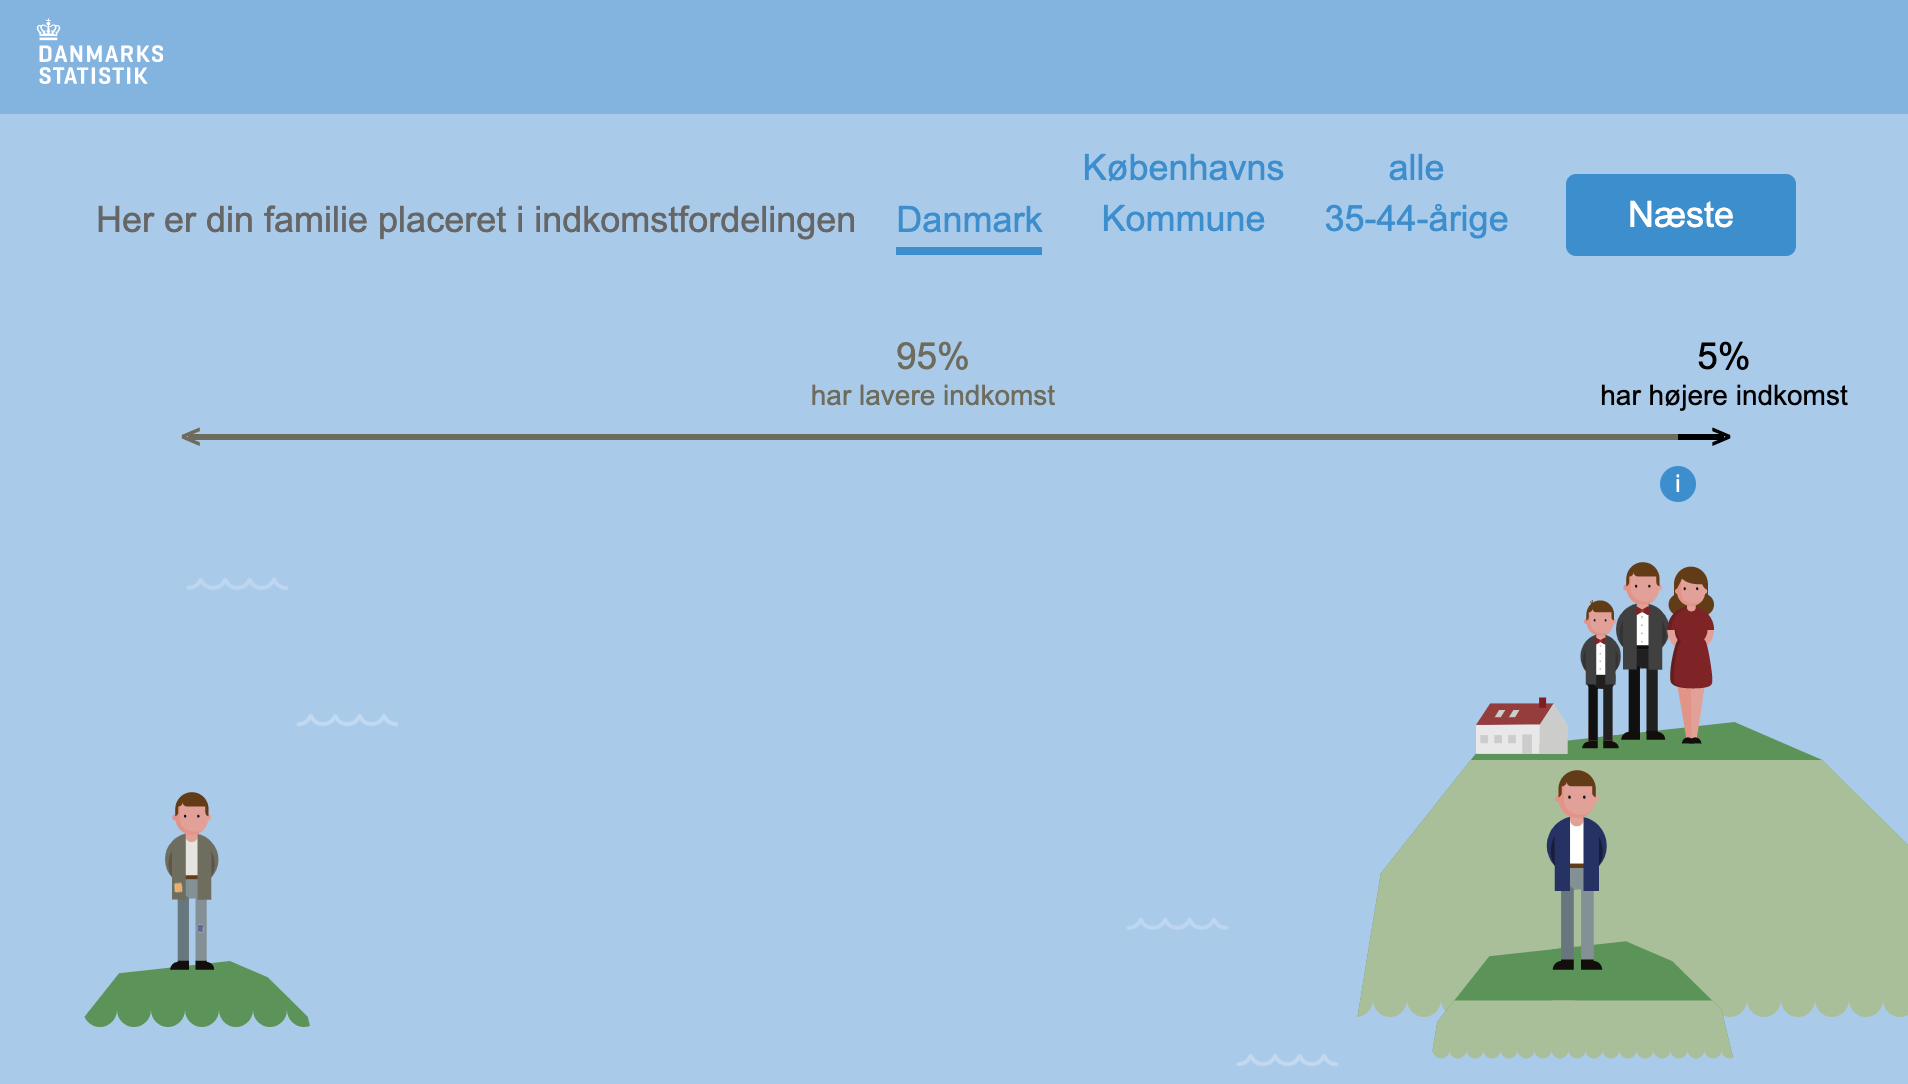 DANMARKS
STATISTIK
Her er din familie placeret i indkomstfordelingen
Danmark
Københavns
Kommune
alle
35-44-årige
Næste
95%
har lavere indkomst
5%
har højere indkomst
i